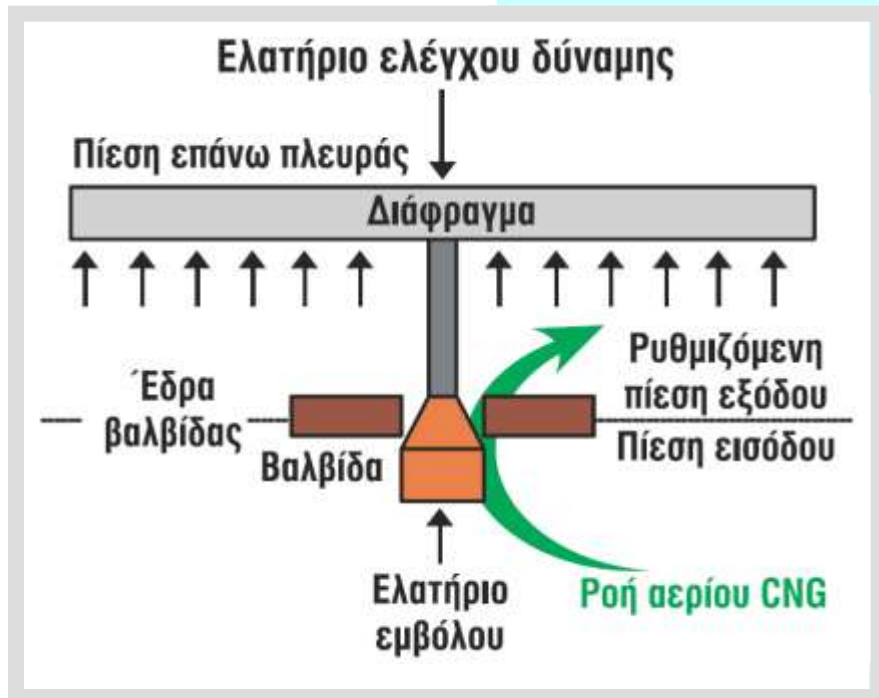 Ελατήριο ελέγχου δύναμης
Πίεση επάνω πλευράς
Διάφραγμα
Έδρα
βαλβίδας
Βαλβίδα
Ρυθμιζόμενη
πίεση εξόδου
Πίεση εισόδου
Ελατήριο
εμβόλου
Ροή αερίου CNG